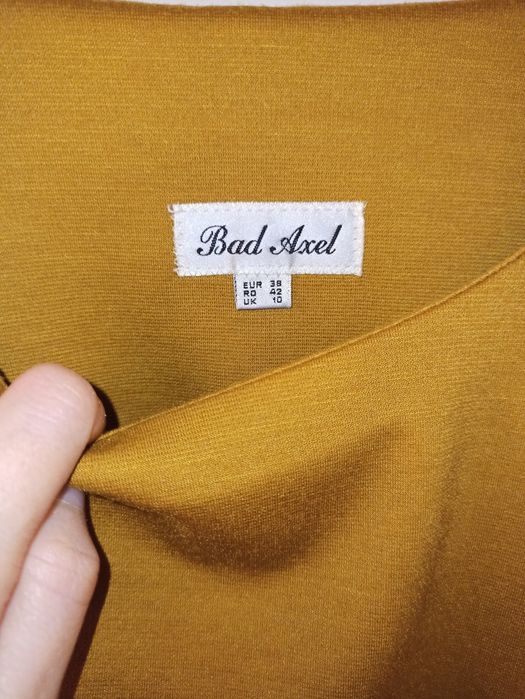 Bad Axel
EUR 38
RO 42
UK 10